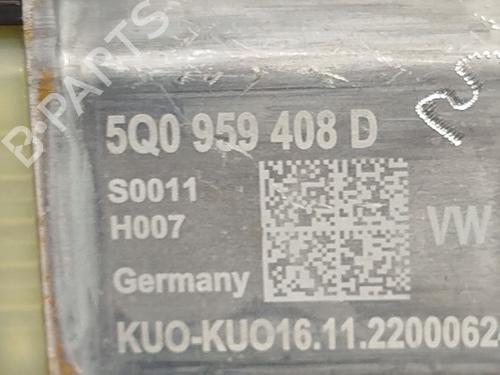 B-PARTS
5Q0 959 408 D
S0011
H007
VW
Germany
KUO-KUO16.11.2200062